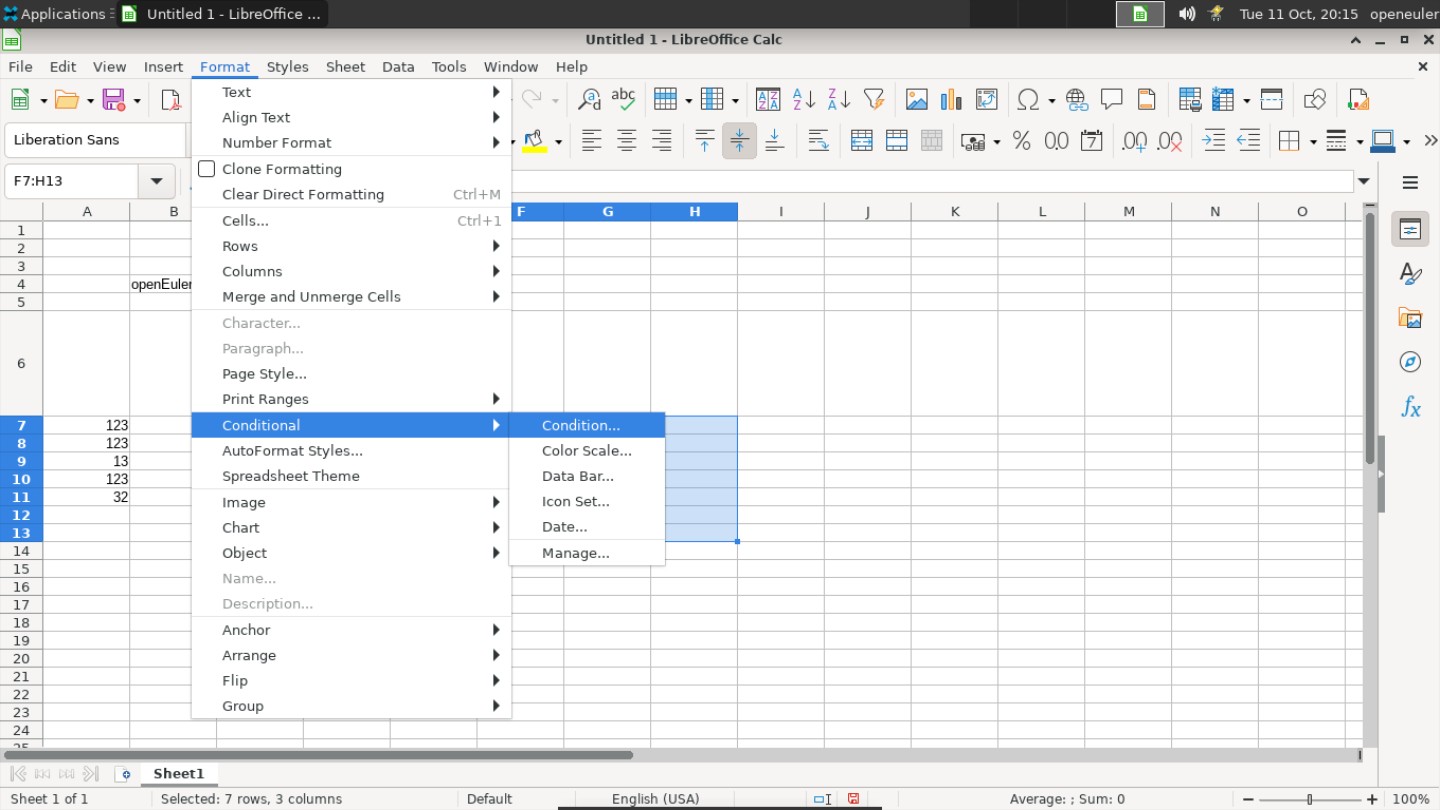 Applications
Untitled 1 - LibreOffice ...
Tue 11 Oct, 20:15
openeuler
Untitled 1 - LibreOffice Calc
File Edit View Insert Format Styles Sheet Data Tools Window Help
Liberation Sans
F7:H13
A B F G H I J K L M N O
1
2
3
4 openEuler
5
6
7 123
8 123
9 13
10 123
11 32
12
13
14
15
16
17
18
19
20
21
22
23
24
25
Text
Align Text
Number Format
Clone Formatting
Clear Direct Formatting Ctrl+M
Cells... Ctrl+1
Rows
Columns
Merge and Unmerge Cells
Character...
Paragraph...
Page Style...
Print Ranges
Conditional
AutoFormat Styles...
Spreadsheet Theme
Image
Chart
Object
Name...
Description...
Anchor
Arrange
Flip
Group
Condition...
Color Scale...
Data Bar...
Icon Set...
Date...
Manage...
Sheet1
Sheet 1 of 1
Selected: 7 rows, 3 columns
Default
English (USA)
Average: ; Sum: 0
100%